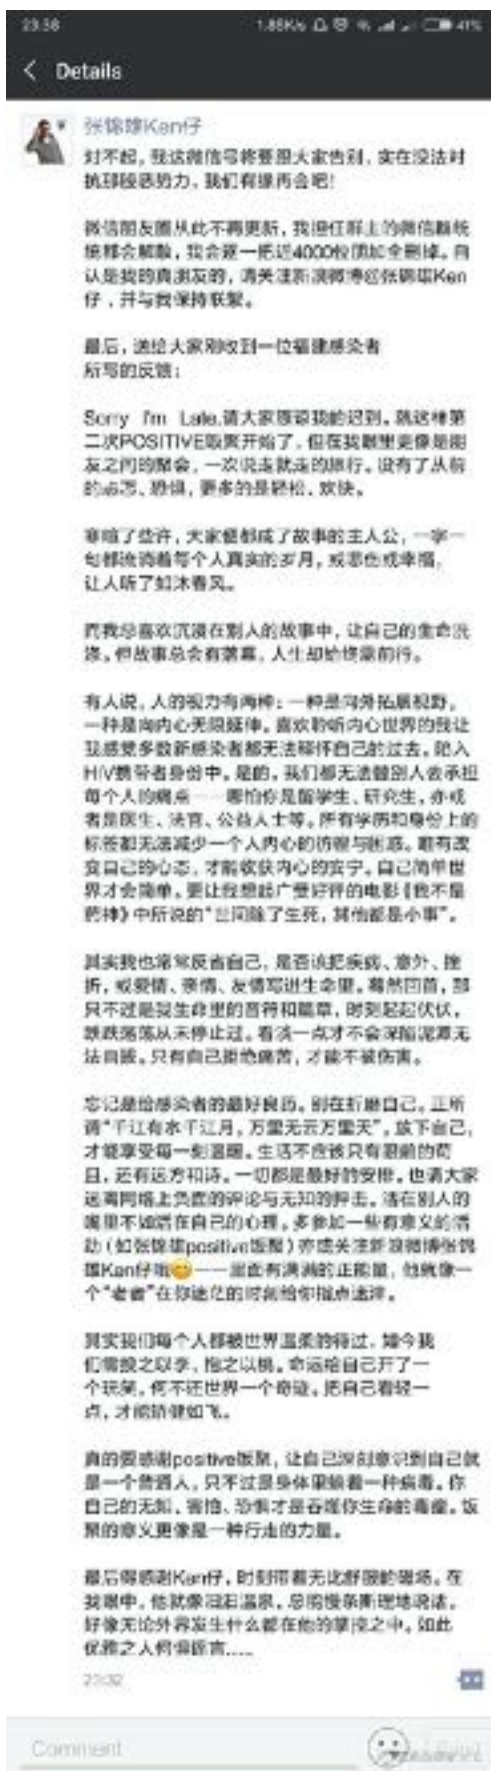 23:38
1.85K/s
41%
Details
张锦雄Ken仔
对不起,我这微信号将要跟大家告别,实在没法对
抗那股恶势力,我们有缘再会吧!
微信朋友圈从此不再更新,我担任群主的微信群统
统都会解散,我会逐一把近4000位朋友全删掉。自
认是我的真朋友的,请关注新浪微博@张锦雄Ken
仔,并与我保持联繫。
最后,送给大家刚收到一位福建感染者
所写的反馈:
Sorry I'm Late,请大家原谅我的迟到。就这样第
二次POSITIVE饭聚开始了,但在我眼里更像是朋
友之间的聚会,一次说走就走的旅行。没有了从前
的忐忑、恐惧,更多的是轻松、欢快。
寒暄了些许,大家便都成了故事的主人公,一字一
句都流淌着每个人真实的岁月,或悲伤或幸福,
让人听了如沐春风。
而我总喜欢沉浸在别人的故事中,让自己的生命洗
涤。但故事总会有落幕,人生却始终需前行。
有人说,人的视力有两种:一种是向外拓展视野,
一种是向内心无限延伸。喜欢聆听内心世界的我让
我感觉多数新感染者都无法释怀自己的过去。陷入
HIV携带者身份中。是的,我们都无法替别人去承担
每个人的痛点——哪怕你是留学生、研究生,亦或
者是医生、法官、公益人士等。所有学历和身份上的
标签都无法减少一个人内心的彷徨与困惑。唯有改
变自己的心态,才能收获内心的安宁。自己简单世
界才会简单。更让我想起广受好评的电影《我不是
药神》中所说的“世间除了生死,其他都是小事”。
其实我也常常反省自己,是否该把疾病、意外、挫
折,或爱情、亲情、友情写进生命里。蓦然回首,那
只不过是我生命里的音符和篇章,时刻起起伏伏,
跌跌荡荡从未停止过。看淡一点才不会深陷泥潭无
法自拔。只有自己拒绝痛苦,才能不被伤害。
忘记是给感染者的最好良药。别在折磨自己。正所
谓“千江有水千江月,万里无云万里天”,放下自己,
才能享受每一刻温暖。生活不应该只有眼前的苟
且,还有远方和诗。一切都是最好的安排。也请大家
远离网络上负面的评论与无知的抨击。活在别人的
嘴里不如活在自己的心理。多参加一些有意义的活
动(如张锦雄positive饭聚)亦或关注新浪微博张锦
雄Ken仔哦😊——里面有满满的正能量,他就像一
个“老者”在你迷茫的时刻给你指点迷津。
其实我们每个人都被世界温柔的待过,如今我
们需投之以李,抱之以桃。命运给自己开了一
个玩笑,何不还世界一个奇迹。把自己看轻一
点,才能矫健如飞。
真的要感谢positive饭聚,让自己深刻意识到自己就
是一个普通人,只不过是身体里躺着一种病毒。你
自己的无知、害怕、恐惧才是吞噬你生命的毒瘤。饭
聚的意义更像是一种行走的力量。
最后得感谢Ken仔,时刻带着无比舒服的磁场。在
我眼中,他就像汩汩温泉,总能慢条斯理地说话。
好像无论外界发生什么都在他的掌控之中。如此
优雅之人何惧谣言……
23:32
Comment